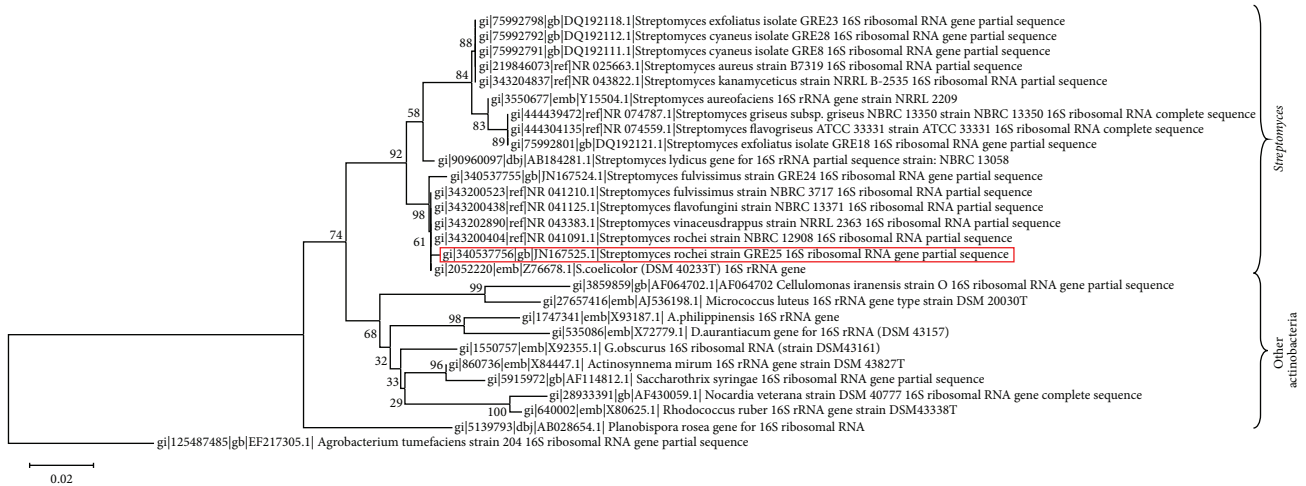 gi|75992798|gb|DQ192118.1|Streptomyces exfoliatus isolate GRE23 16S ribosomal RNA gene partial sequence
gi|75992792|gb|DQ192112.1|Streptomyces cyaneus isolate GRE28 16S ribosomal RNA gene partial sequence
88
gi|75992791|gb|DQ192111.1|Streptomyces cyaneus isolate GRE8 16S ribosomal RNA gene partial sequence
gi|219846073|ref|NR 025663.1|Streptomyces aureus strain B7319 16S ribosomal RNA partial sequence
84
gi|343204837|ref|NR 043822.1|Streptomyces kanamyceticus strain NRRL B-2535 16S ribosomal RNA partial sequence
gi|3550677|emb|Y15504.1|Streptomyces aureofaciens 16S rRNA gene strain NRRL 2209
58
gi|444439472|ref|NR 074787.1|Streptomyces griseus subsp. griseus NBRC 13350 strain NBRC 13350 16S ribosomal RNA complete sequence
83
gi|444304135|ref|NR 074559.1|Streptomyces flavogriseus ATCC 33331 strain ATCC 33331 16S ribosomal RNA complete sequence
89
gi|75992801|gb|DQ192121.1|Streptomyces exfoliatus isolate GRE18 16S ribosomal RNA gene partial sequence
92
gi|90960097|dbj|AB184281.1|Streptomyces lydicus gene for 16S rRNA partial sequence strain: NBRC 13058
gi|340537755|gb|JN167524.1|Streptomyces fulvissimus strain GRE24 16S ribosomal RNA gene partial sequence
gi|343200523|ref|NR 041210.1|Streptomyces fulvissimus strain NBRC 3717 16S ribosomal RNA partial sequence
gi|343200438|ref|NR 041125.1|Streptomyces flavofungini strain NBRC 13371 16S ribosomal RNA partial sequence
98
gi|343202890|ref|NR 043383.1|Streptomyces vinaceusdrappus strain NRRL 2363 16S ribosomal RNA partial sequence
74
61
gi|343200404|ref|NR 041091.1|Streptomyces rochei strain NBRC 12908 16S ribosomal RNA partial sequence
gi|340537756|gb|JN167525.1|Streptomyces rochei strain GRE25 16S ribosomal RNA gene partial sequence
gi|2052220|emb|Z76678.1|S.coelicolor (DSM 40233T) 16S rRNA gene
99
gi|3859859|gb|AF064702.1|AF064702 Cellulomonas iranensis strain O 16S ribosomal RNA gene partial sequence
gi|27657416|emb|AJ536198.1| Micrococcus luteus 16S rRNA gene type strain DSM 20030T
98
gi|1747341|emb|X93187.1| A.philippinensis 16S rRNA gene
68
gi|535086|emb|X72779.1| D.aurantiacum gene for 16S rRNA (DSM 43157)
gi|1550757|emb|X92355.1| G.obscurus 16S ribosomal RNA (strain DSM43161)
32
96
gi|860736|emb|X84447.1| Actinosynnema mirum 16S rRNA gene strain DSM 43827T
33
gi|5915972|gb|AF114812.1| Saccharothrix syringae 16S ribosomal RNA gene partial sequence
29
gi|28933391|gb|AF430059.1| Nocardia veterana strain DSM 40777 16S ribosomal RNA gene complete sequence
100
gi|640002|emb|X80625.1| Rhodococcus ruber 16S rRNA gene strain DSM43338T
gi|5139793|dbj|AB028654.1| Planobispora rosea gene for 16S ribosomal RNA
gi|125487485|gb|EF217305.1| Agrobacterium tumefaciens strain 204 16S ribosomal RNA gene partial sequence
0.02
Streptomyces
Other
actinobacteria